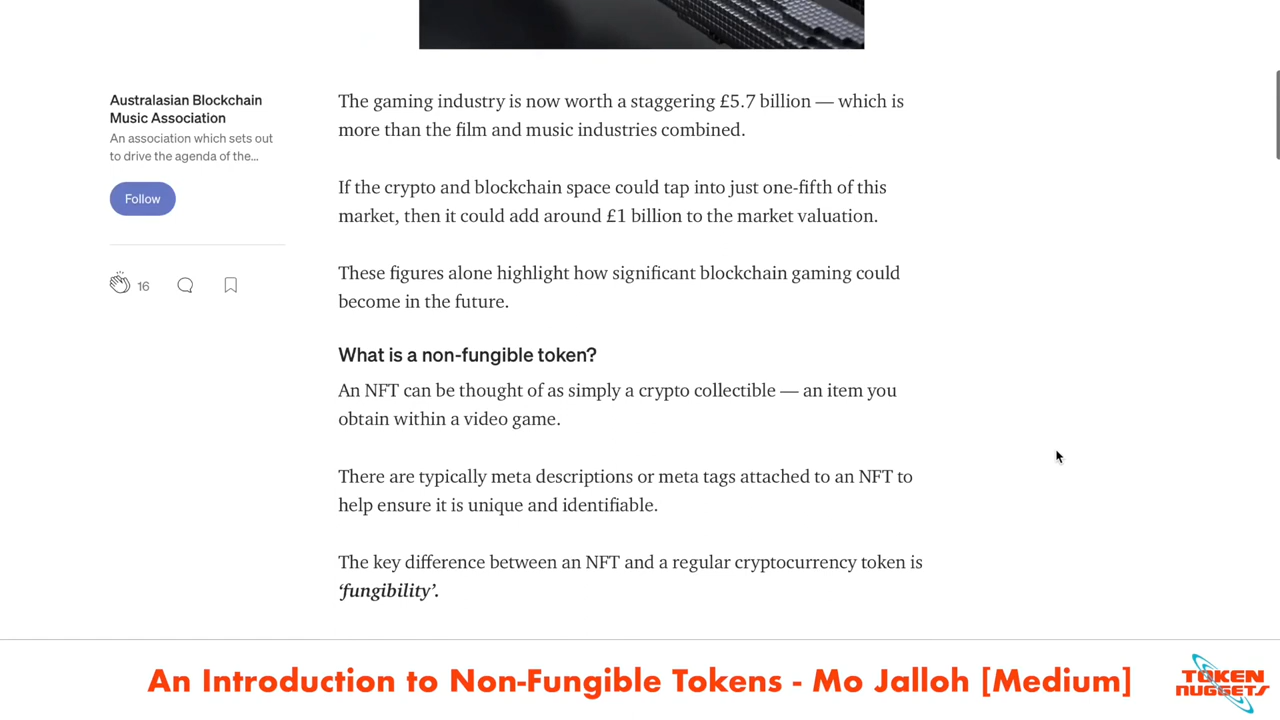 Australasian Blockchain
Music Association
An association which sets out
to drive the agenda of the...
Follow
16
The gaming industry is now worth a staggering £5.7 billion — which is
more than the film and music industries combined.
If the crypto and blockchain space could tap into just one-fifth of this
market, then it could add around £1 billion to the market valuation.
These figures alone highlight how significant blockchain gaming could
become in the future.
What is a non-fungible token?
An NFT can be thought of as simply a crypto collectible — an item you
obtain within a video game.
There are typically meta descriptions or meta tags attached to an NFT to
help ensure it is unique and identifiable.
The key difference between an NFT and a regular cryptocurrency token is
‘fungibility’.
An Introduction to Non-Fungible Tokens - Mo Jalloh [Medium]
TOKEN
NUGGETS